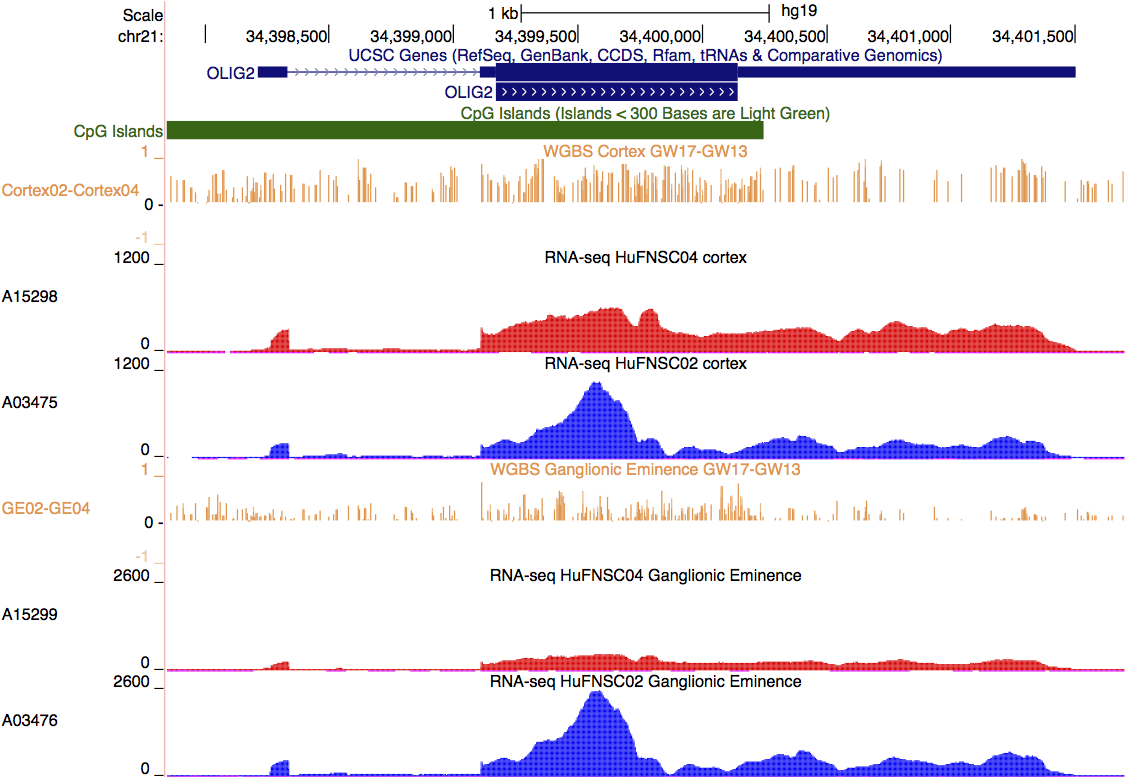 Scale 1 kb hg19
chr21: 34,398,500 34,399,000 34,399,500 34,400,000 34,400,500 34,401,000 34,401,500
UCSC Genes (RefSeq, GenBank, CCDS, Rfam, tRNAs & Comparative Genomics)
OLIG2
OLIG2
CpG Islands (Islands < 300 Bases are Light Green)
CpG Islands
WGBS Cortex GW17-GW13
1
Cortex02-Cortex04
0
-1
RNA-seq HuFNSC04 cortex
1200
A15298
0
RNA-seq HuFNSC02 cortex
1200
A03475
0
WGBS Ganglionic Eminence GW17-GW13
1
GE02-GE04
0
-1
RNA-seq HuFNSC04 Ganglionic Eminence
2600
A15299
0
RNA-seq HuFNSC02 Ganglionic Eminence
2600
A03476
0